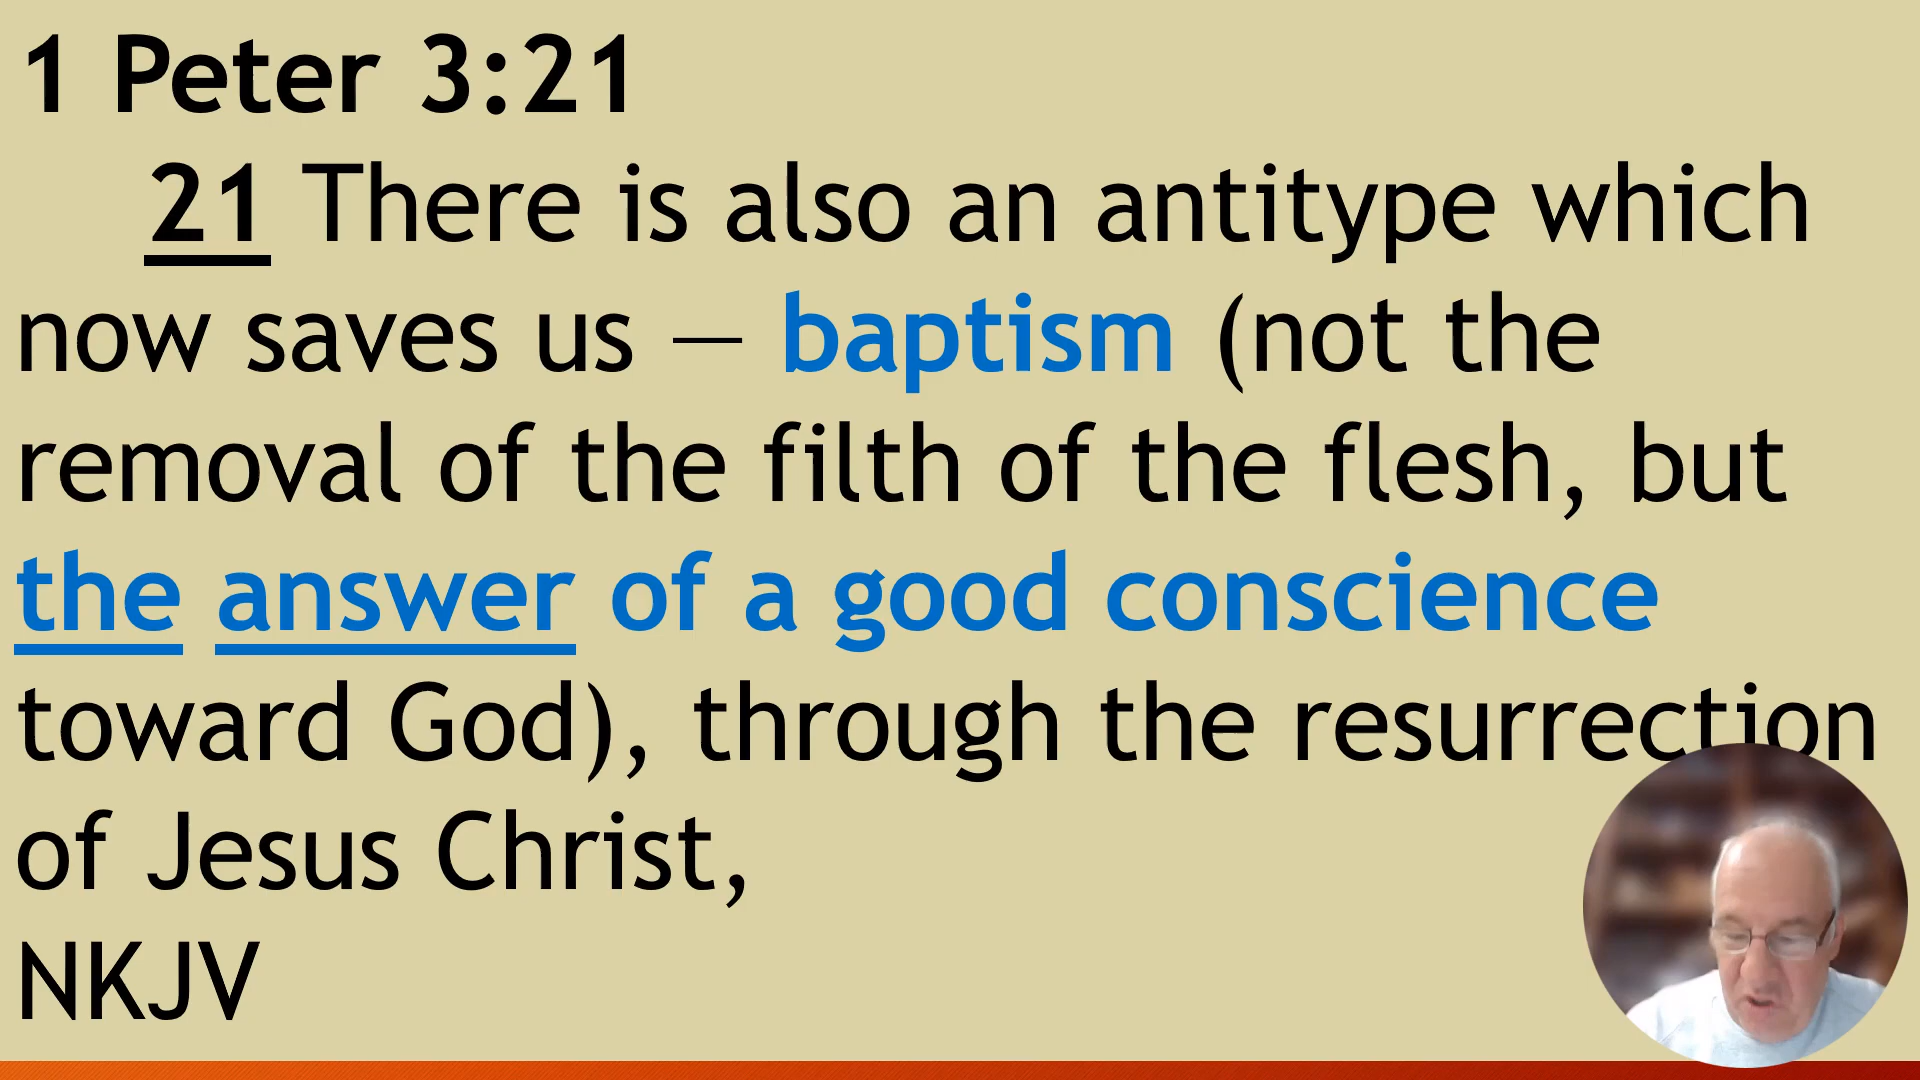 1 Peter 3:21
21 There is also an antitype which
now saves us — baptism (not the
removal of the filth of the flesh, but
the answer of a good conscience
toward God), through the resurrection
of Jesus Christ,
NKJV